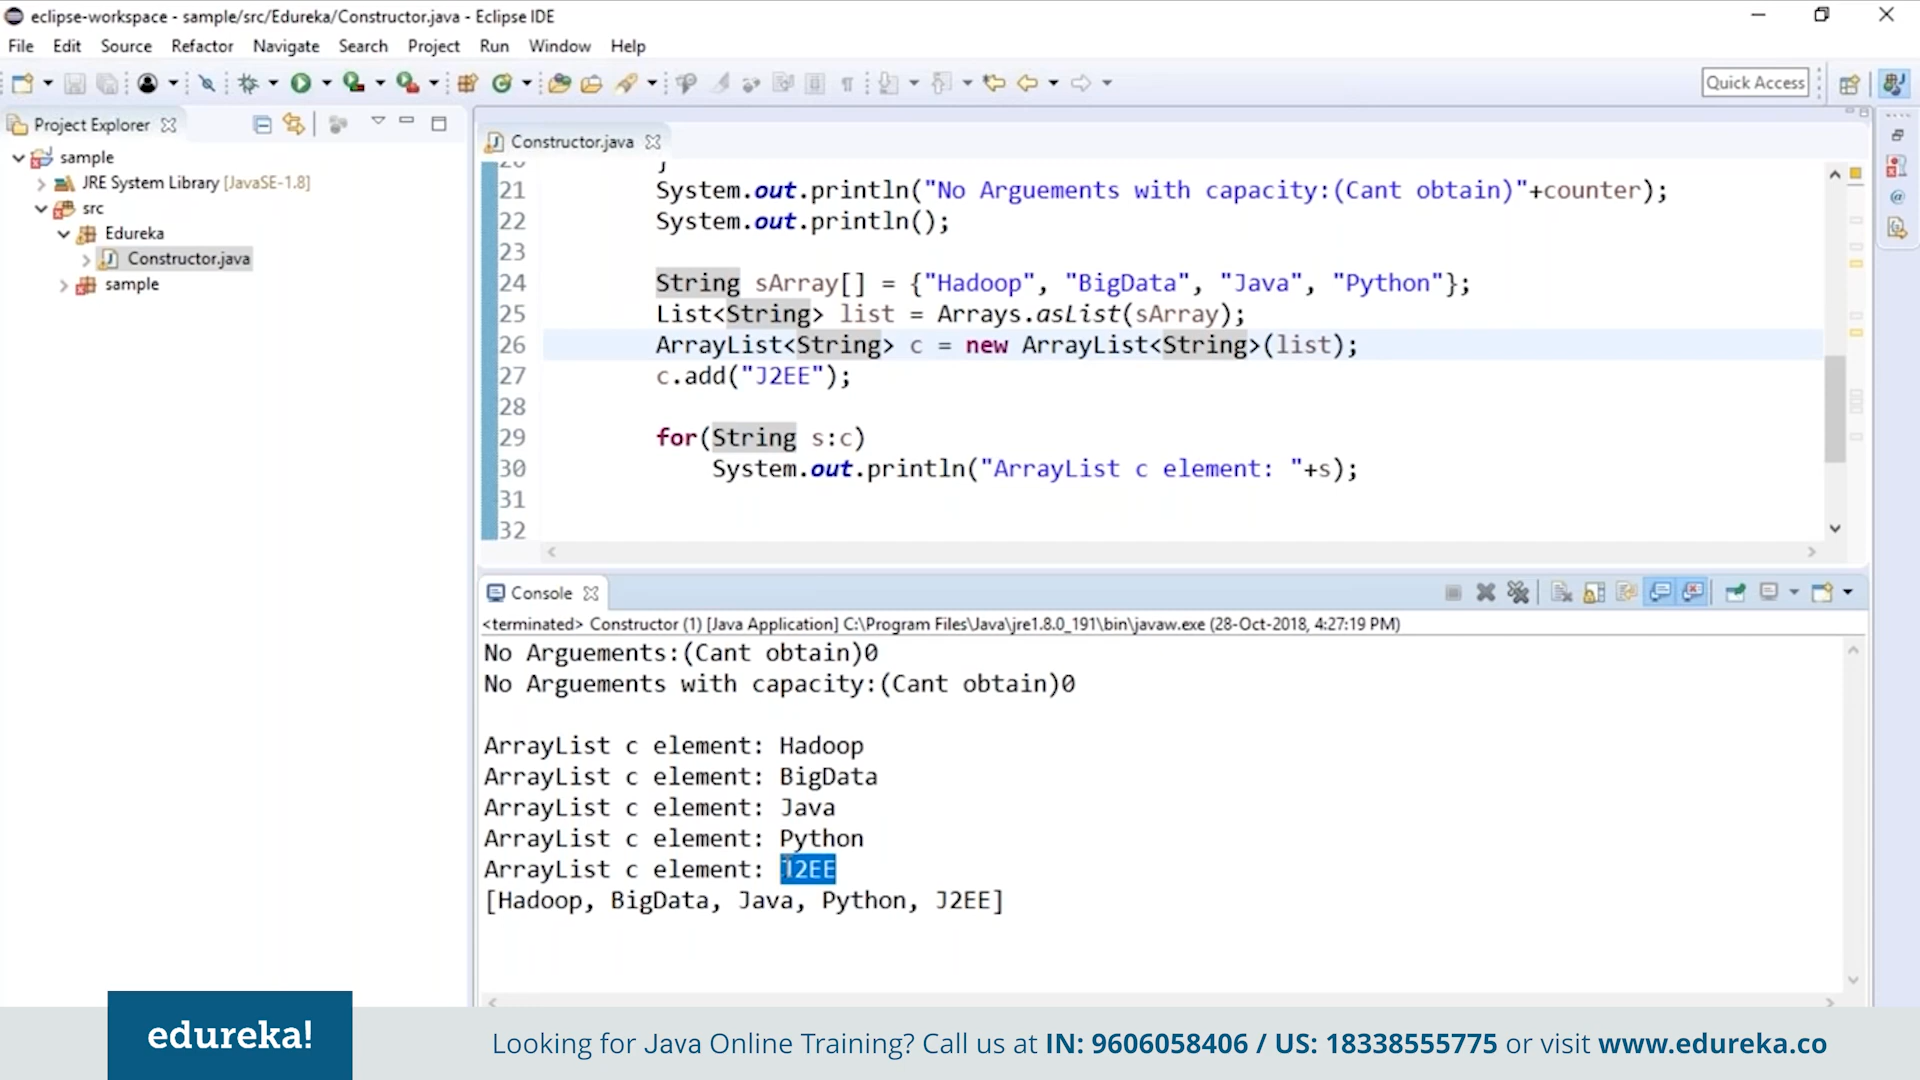 eclipse-workspace - sample/src/Edureka/Constructor.java - Eclipse IDE
File Edit Source Refactor Navigate Search Project Run Window Help
Quick Access
Project Explorer
sample
JRE System Library [JavaSE-1.8]
src
Edureka
Constructor.java
sample
Constructor.java
20 }
21 System.out.println("No Arguements with capacity:(Cant obtain)"+counter);
22 System.out.println();
23
24 String sArray[] = {"Hadoop", "BigData", "Java", "Python"};
25 List<String> list = Arrays.asList(sArray);
26 ArrayList<String> c = new ArrayList<String>(list);
27 c.add("J2EE");
28
29 for(String s:c)
30 System.out.println("ArrayList c element: "+s);
31
32
Console
<terminated> Constructor (1) [Java Application] C:\Program Files\Java\jre1.8.0_191\bin\javaw.exe (28-Oct-2018, 4:27:19 PM)
No Arguements:(Cant obtain)0
No Arguements with capacity:(Cant obtain)0
ArrayList c element: Hadoop
ArrayList c element: BigData
ArrayList c element: Java
ArrayList c element: Python
ArrayList c element: J2EE
[Hadoop, BigData, Java, Python, J2EE]
edureka!
Looking for Java Online Training? Call us at IN: 9606058406 / US: 18338555775 or visit www.edureka.co